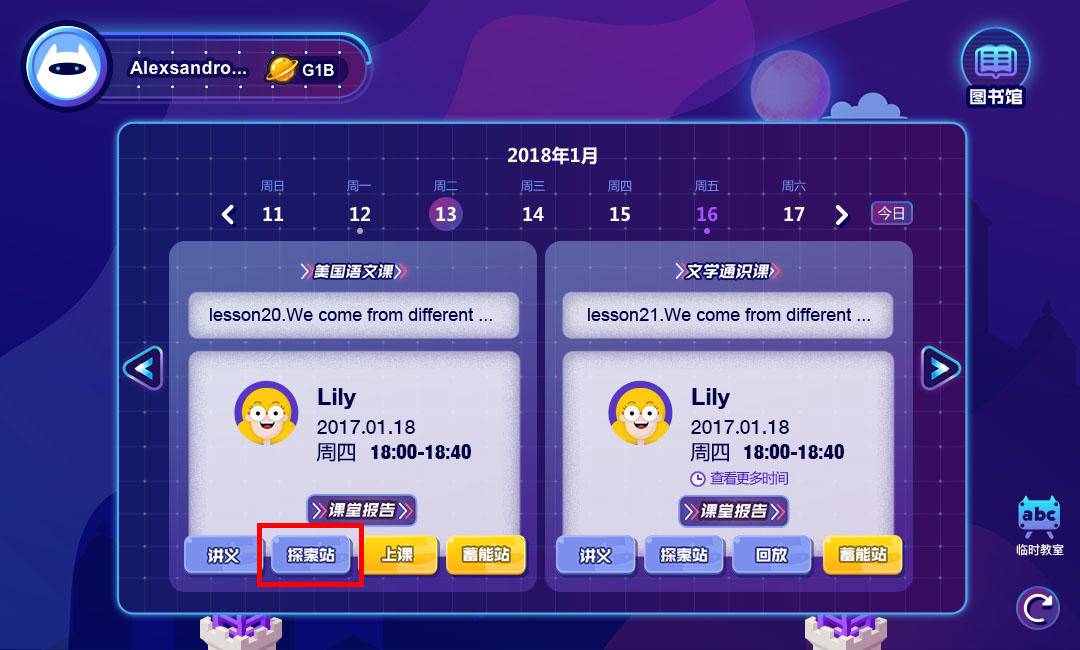 Alexsandro...
G1B
图书馆
2018年1月
周日 周一 周二 周三 周四 周五 周六
11 12 13 14 15 16 17 今日
美国语文课
lesson20.We come from different ...
Lily
2017.01.18
周四 18:00-18:40
课堂报告
讲义 探索站 上课 蓄能站
文学通识课
lesson21.We come from different ...
Lily
2017.01.18
周四 18:00-18:40
查看更多时间
课堂报告
讲义 探索站 回放 蓄能站
abc
临时教室